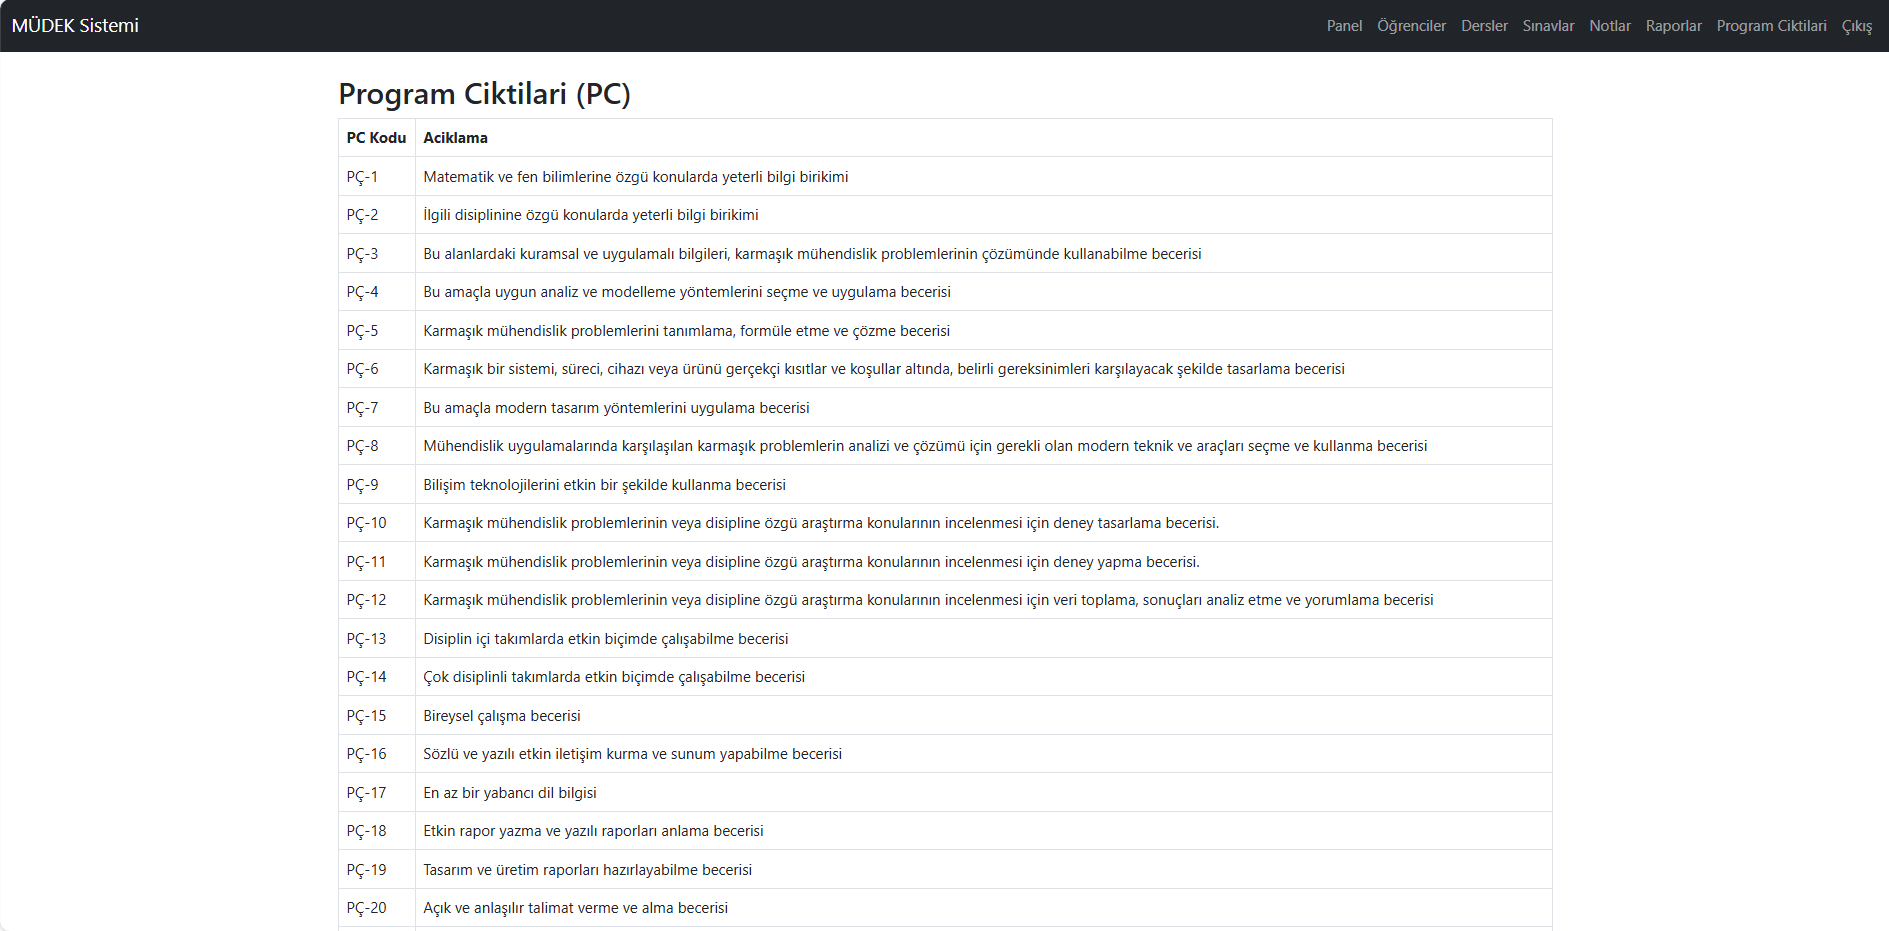 MÜDEK Sistemi
Panel Öğrenciler Dersler Sınavlar Notlar Raporlar Program Ciktilari Çıkış
Program Ciktilari (PC)
PC Kodu Aciklama
PÇ-1 Matematik ve fen bilimlerine özgü konularda yeterli bilgi birikimi
PÇ-2 İlgili disiplinine özgü konularda yeterli bilgi birikimi
PÇ-3 Bu alanlardaki kuramsal ve uygulamalı bilgileri, karmaşık mühendislik problemlerinin çözümünde kullanabilme becerisi
PÇ-4 Bu amaçla uygun analiz ve modelleme yöntemlerini seçme ve uygulama becerisi
PÇ-5 Karmaşık mühendislik problemlerini tanımlama, formüle etme ve çözme becerisi
PÇ-6 Karmaşık bir sistemi, süreci, cihazı veya ürünü gerçekçi kısıtlar ve koşullar altında, belirli gereksinimleri karşılayacak şekilde tasarlama becerisi
PÇ-7 Bu amaçla modern tasarım yöntemlerini uygulama becerisi
PÇ-8 Mühendislik uygulamalarında karşılaşılan karmaşık problemlerin analizi ve çözümü için gerekli olan modern teknik ve araçları seçme ve kullanma becerisi
PÇ-9 Bilişim teknolojilerini etkin bir şekilde kullanma becerisi
PÇ-10 Karmaşık mühendislik problemlerinin veya disipline özgü araştırma konularının incelenmesi için deney tasarlama becerisi.
PÇ-11 Karmaşık mühendislik problemlerinin veya disipline özgü araştırma konularının incelenmesi için deney yapma becerisi.
PÇ-12 Karmaşık mühendislik problemlerinin veya disipline özgü araştırma konularının incelenmesi için veri toplama, sonuçları analiz etme ve yorumlama becerisi
PÇ-13 Disiplin içi takımlarda etkin biçimde çalışabilme becerisi
PÇ-14 Çok disiplinli takımlarda etkin biçimde çalışabilme becerisi
PÇ-15 Bireysel çalışma becerisi
PÇ-16 Sözlü ve yazılı etkin iletişim kurma ve sunum yapabilme becerisi
PÇ-17 En az bir yabancı dil bilgisi
PÇ-18 Etkin rapor yazma ve yazılı raporları anlama becerisi
PÇ-19 Tasarım ve üretim raporları hazırlayabilme becerisi
PÇ-20 Açık ve anlaşılır talimat verme ve alma becerisi